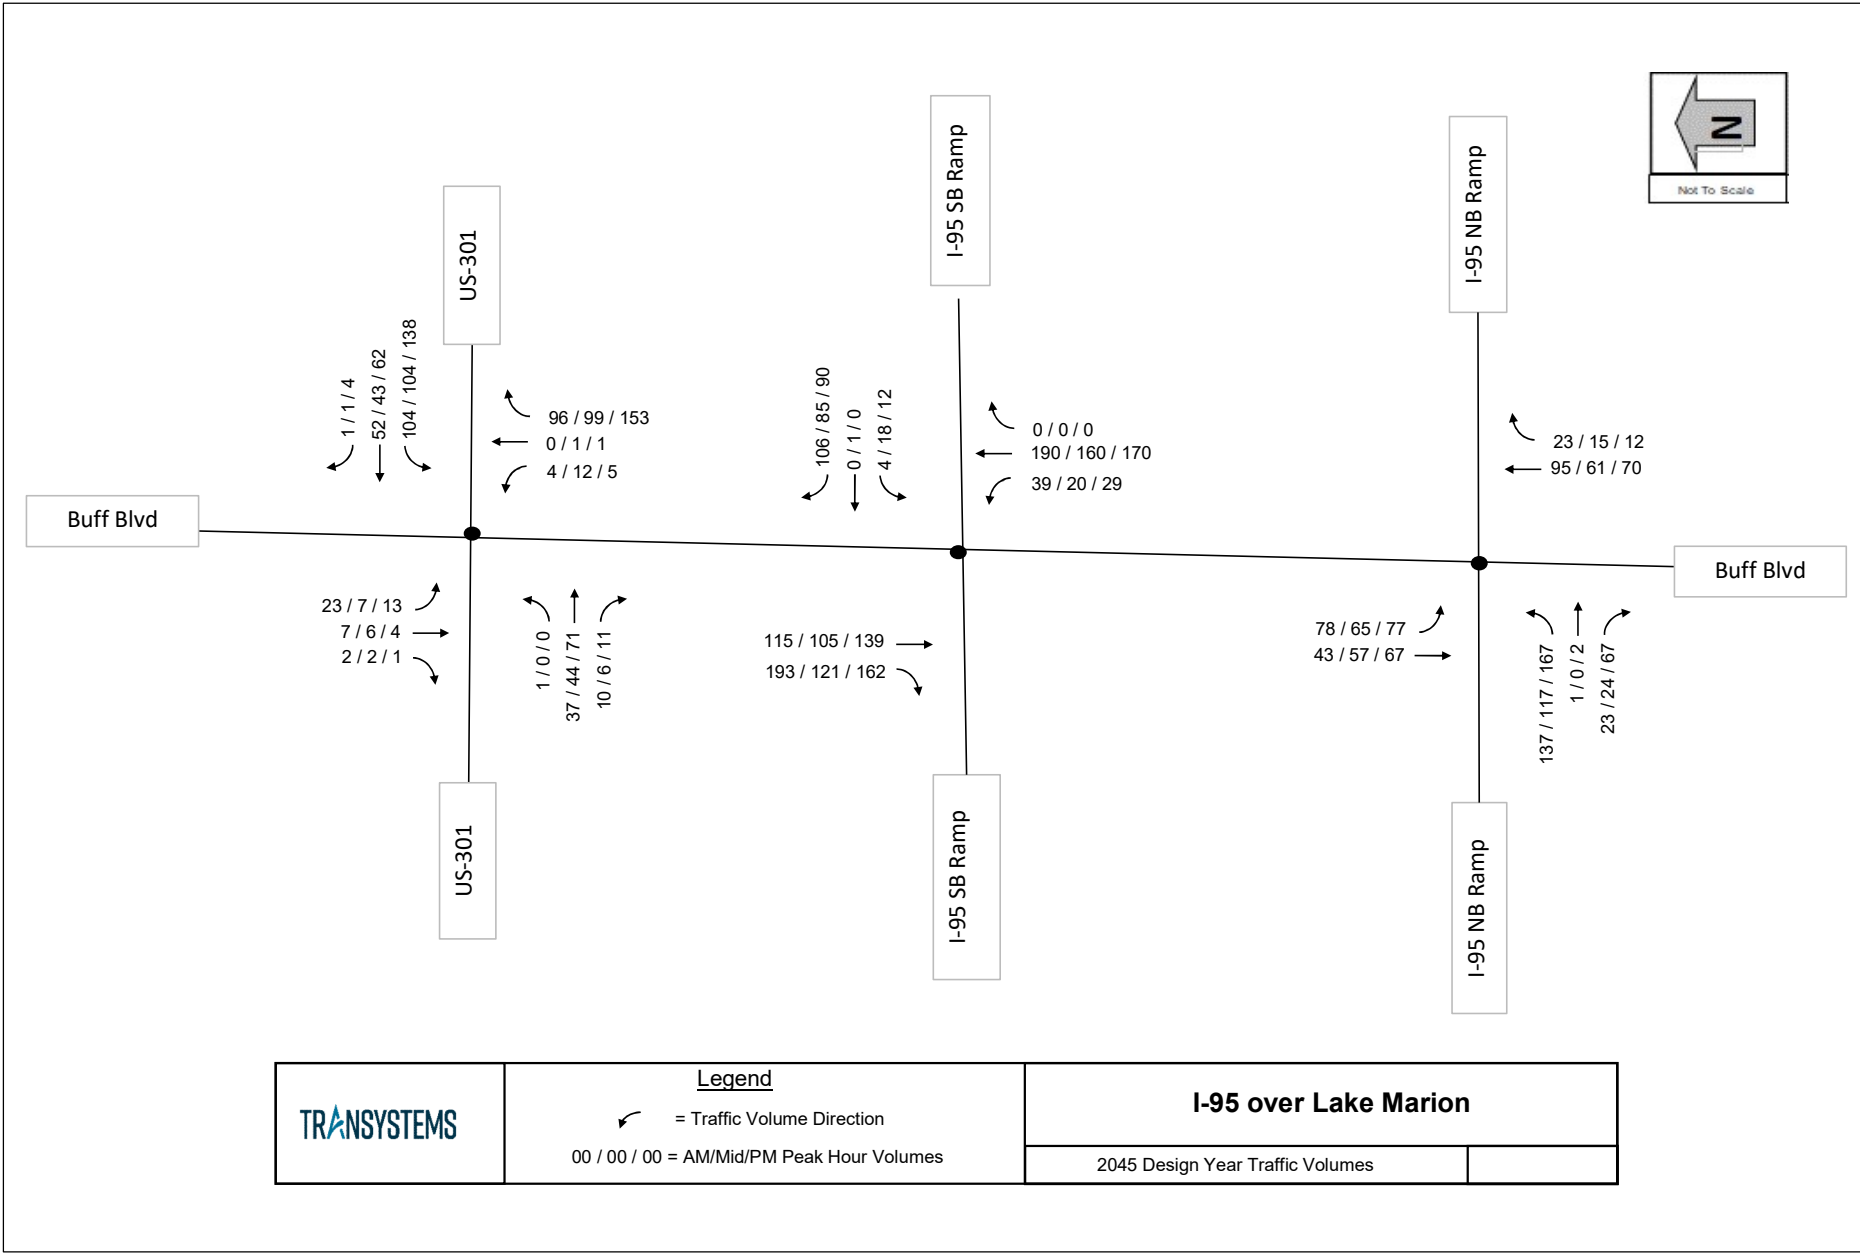 N
Not To Scale
I-95 SB Ramp
I-95 NB Ramp
US-301
1 / 1 / 4
52 / 43 / 62
104 / 104 / 138
96 / 99 / 153
0 / 1 / 1
4 / 12 / 5
106 / 85 / 90
0 / 1 / 0
4 / 18 / 12
0 / 0 / 0
190 / 160 / 170
39 / 20 / 29
23 / 15 / 12
95 / 61 / 70
Buff Blvd
Buff Blvd
23 / 7 / 13
7 / 6 / 4
2 / 2 / 1
1 / 0 / 0
37 / 44 / 71
10 / 6 / 11
115 / 105 / 139
193 / 121 / 162
78 / 65 / 77
43 / 57 / 67
137 / 117 / 167
1 / 0 / 2
23 / 24 / 67
US-301
I-95 SB Ramp
I-95 NB Ramp
TRANSYSTEMS
Legend
= Traffic Volume Direction
00 / 00 / 00 = AM/Mid/PM Peak Hour Volumes
I-95 over Lake Marion
2045 Design Year Traffic Volumes